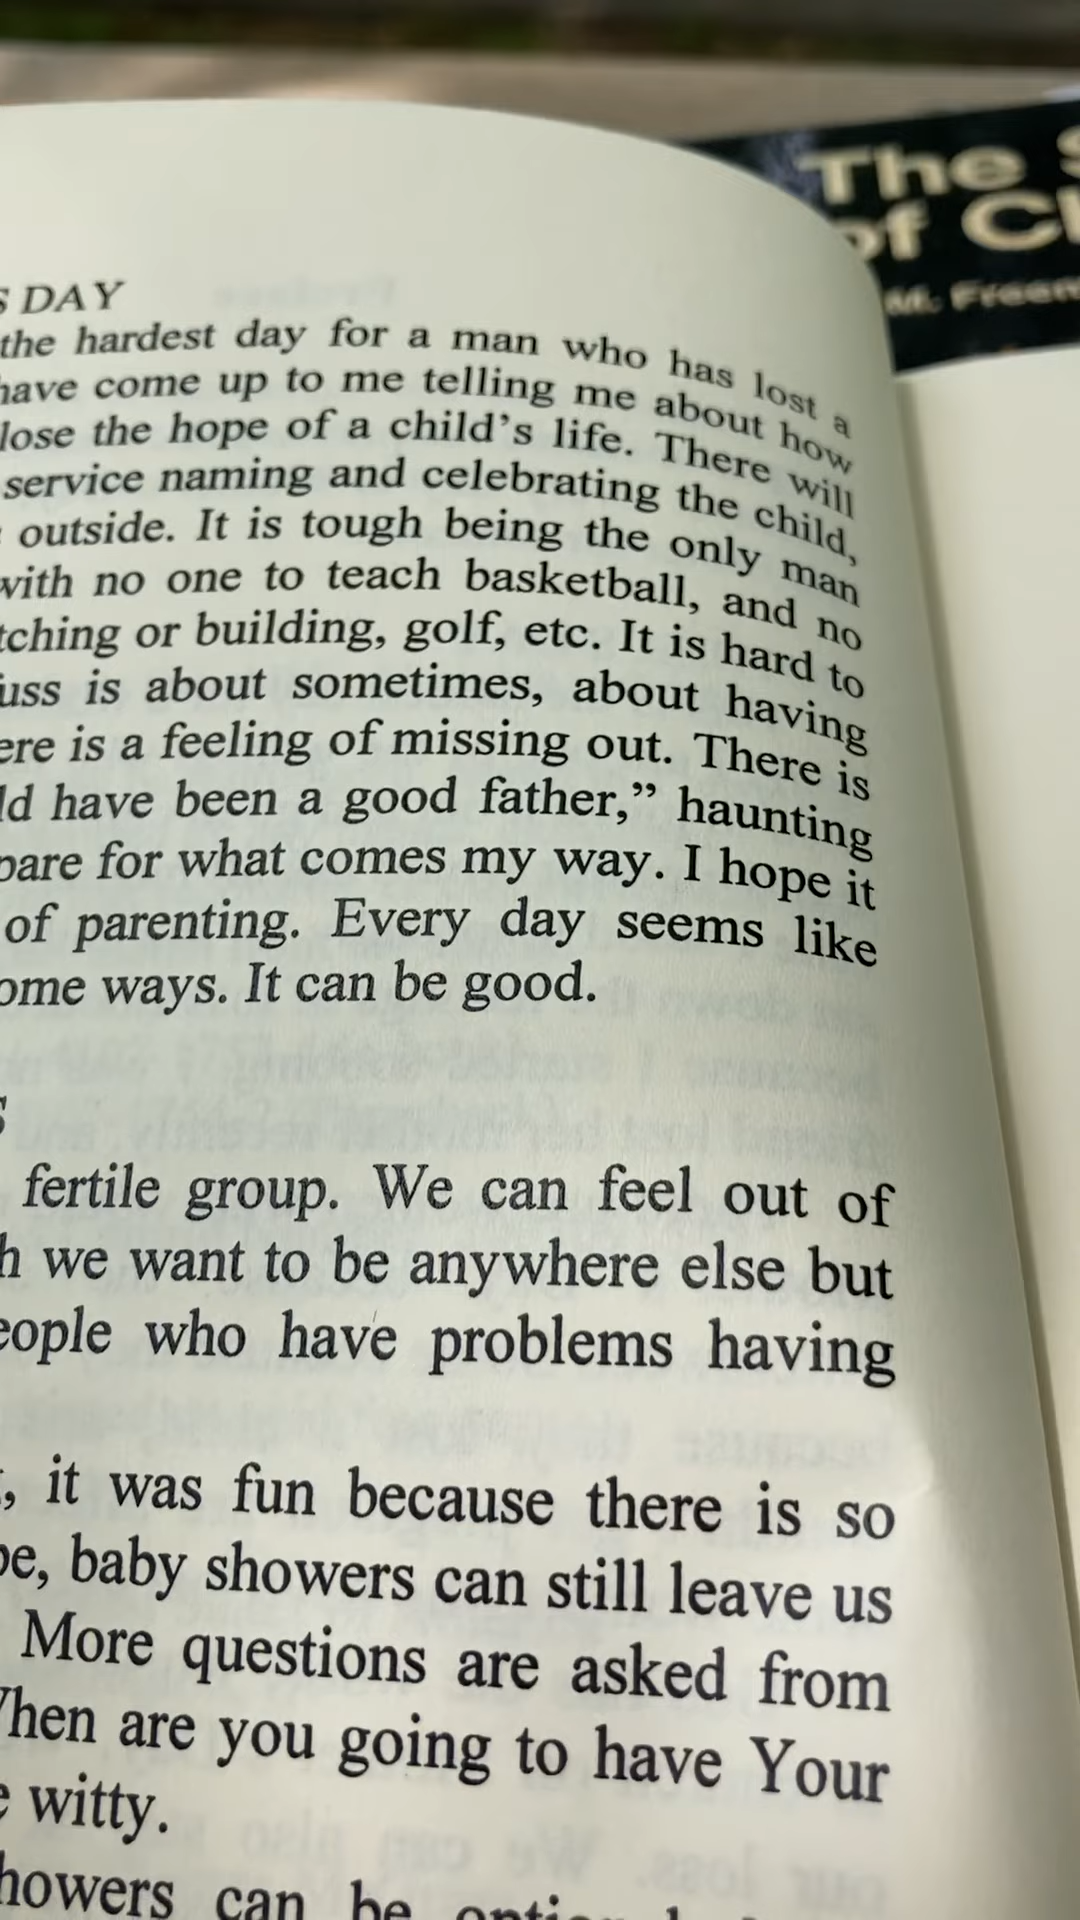 The
of
M.
DAY
the hardest day for a man who has lost a
have come up to me telling me about how
lose the hope of a child's life. There will
service naming and celebrating the child,
outside. It is tough being the only man
with no one to teach basketball, and no
tching or building, golf, etc. It is hard to
uss is about sometimes, about having
ere is a feeling of missing out. There is
ld have been a good father,” haunting
pare for what comes my way. I hope it
of parenting. Every day seems like
ome ways. It can be good.
fertile group. We can feel out of
h we want to be anywhere else but
eople who have problems having
, it was fun because there is so
be, baby showers can still leave us
More questions are asked from
When are you going to have Your
witty.
howers can be